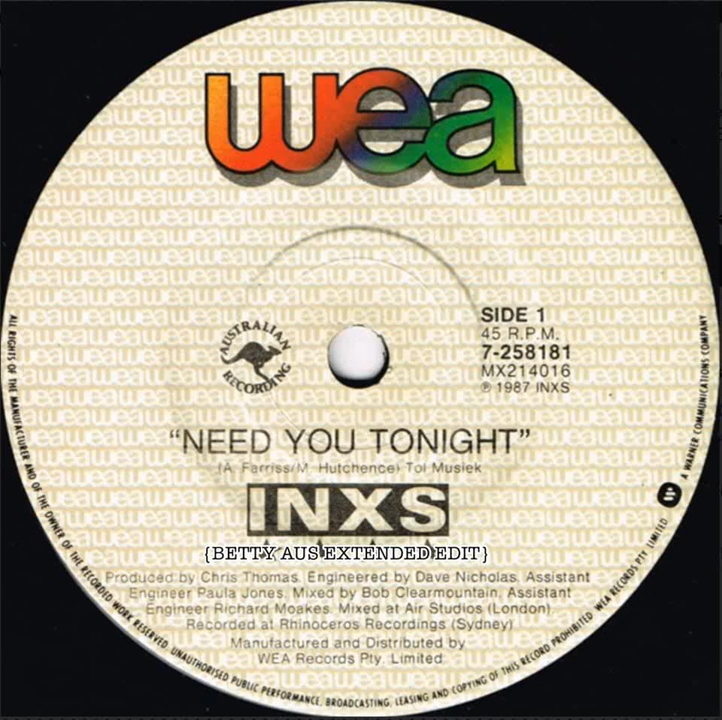 wea
AUSTRALIAN
RECORDING
SIDE 1
45 R.P.M.
7-258181
MX214016
℗ 1987 INXS
“NEED YOU TONIGHT”
(A. Farriss/M. Hutchence) Tol Musiek
INXS
{BETTY AUS EXTENDED EDIT}
Produced by Chris Thomas. Engineered by Dave Nicholas. Assistant
Engineer Paula Jones. Mixed by Bob Clearmountain. Assistant
Engineer Richard Moakes. Mixed at Air Studios (London).
Recorded at Rhinoceros Recordings (Sydney)
Manufactured and Distributed by
WEA Records Pty. Limited.
ALL RIGHTS OF THE MANUFACTURER AND OF THE OWNER OF THE RECORDED WORK RESERVED. UNAUTHORISED PUBLIC PERFORMANCE, BROADCASTING, LEASING AND COPYING OF THIS RECORD PROHIBITED. WEA RECORDS PTY. LIMITED
A WARNER COMMUNICATIONS COMPANY